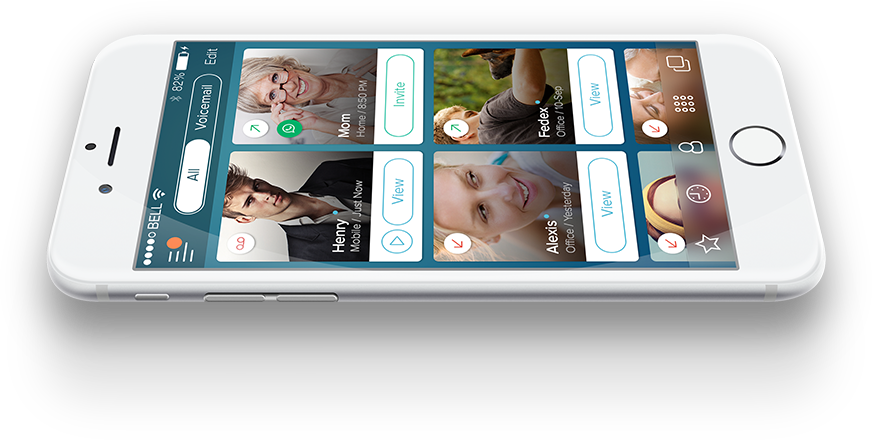 BELL 82%
All Voicemail Edit
Henry
Mobile / Just Now
View
Mom
Home / 8:50 PM
Invite
Alexis
Office / Yesterday
View
Fedex
Office / 10-Sep
View